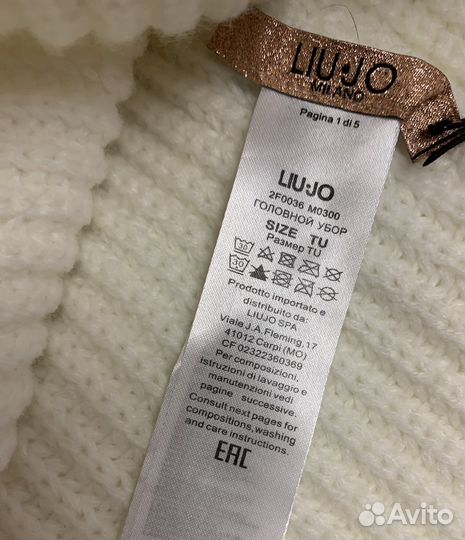 LIU·JO
MILANO
Pagina 1 di 5
LIU·JO
2F0036 M0300
ГОЛОВНОЙ УБОР
SIZE TU
Размер TU
30
30
Prodotto importato e
distribuito da:
LIUJO SPA
Viale J.A.Fleming,17
41012 Carpi (MO)
CF 02322360369
Per composizioni,
istruzioni di lavaggio e
manutenzioni vedi
pagine successive.
Consult next pages for
compositions, washing
and care instructions.
EAC
Avito